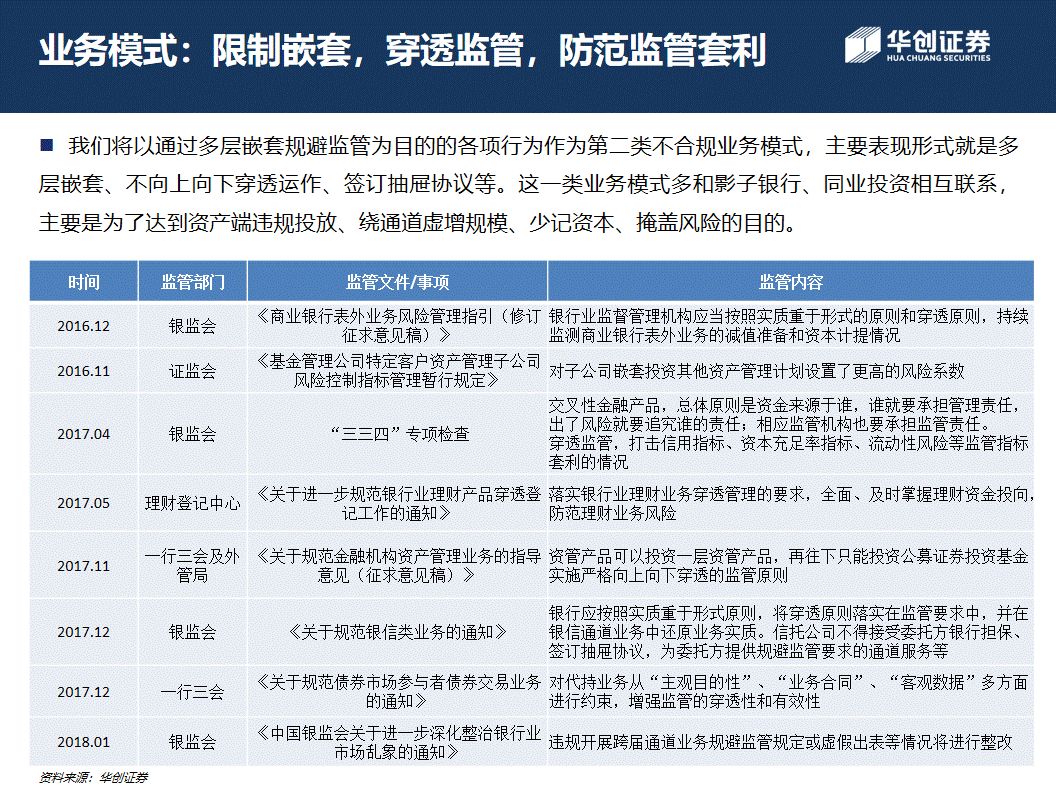 业务模式：限制嵌套，穿透监管，防范监管套利
华创证券
HUA CHUANG SECURITIES
我们将以通过多层嵌套规避监管为目的的各项行为作为第二类不合规业务模式，主要表现形式就是多
层嵌套、不向上向下穿透运作、签订抽屉协议等。这一类业务模式多和影子银行、同业投资相互联系，
主要是为了达到资产端违规投放、绕通道虚增规模、少记资本、掩盖风险的目的。
时间 监管部门 监管文件/事项 监管内容
2016.12 银监会
《商业银行表外业务风险管理指引（修订
征求意见稿）》
银行业监督管理机构应当按照实质重于形式的原则和穿透原则，持续
监测商业银行表外业务的减值准备和资本计提情况
2016.11 证监会
《基金管理公司特定客户资产管理子公司
风险控制指标管理暂行规定》
对子公司嵌套投资其他资产管理计划设置了更高的风险系数
2017.04 银监会 “三三四”专项检查
交叉性金融产品，总体原则是资金来源于谁，谁就要承担管理责任，
出了风险就要追究谁的责任；相应监管机构也要承担监管责任。
穿透监管，打击信用指标、资本充足率指标、流动性风险等监管指标
套利的情况
2017.05 理财登记中心
《关于进一步规范银行业理财产品穿透登
记工作的通知》
落实银行业理财业务穿透管理的要求，全面、及时掌握理财资金投向，
防范理财业务风险
2017.11
一行三会及外
管局
《关于规范金融机构资产管理业务的指导
意见（征求意见稿）》
资管产品可以投资一层资管产品，再往下只能投资公募证券投资基金
实施严格向上向下穿透的监管原则
2017.12 银监会 《关于规范银信类业务的通知》
银行应按照实质重于形式原则，将穿透原则落实在监管要求中，并在
银信通道业务中还原业务实质。信托公司不得接受委托方银行担保、
签订抽屉协议，为委托方提供规避监管要求的通道服务等
2017.12 一行三会
《关于规范债券市场参与者债券交易业务
的通知》
对代持业务从“主观目的性”、“业务合同”、“客观数据”多方面
进行约束，增强监管的穿透性和有效性
2018.01 银监会
《中国银监会关于进一步深化整治银行业
市场乱象的通知》
违规开展跨届通道业务规避监管规定或虚假出表等情况将进行整改
资料来源：华创证券